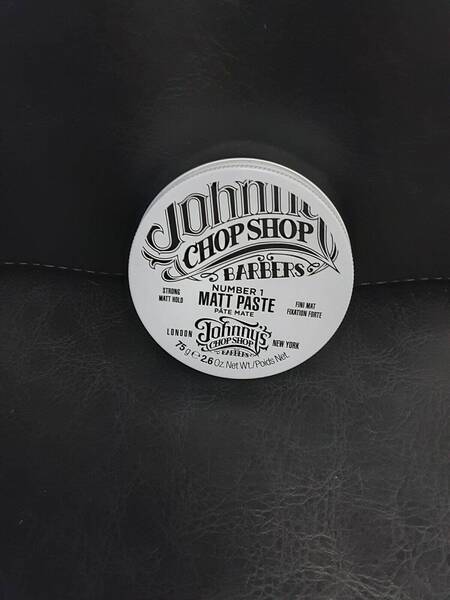 Johnny
CHOP SHOP
BARBERS
NUMBER 1
MATT PASTE
PÂTE MATE
STRONG
MATT HOLD
FINI MAT
FIXATION FORTE
LONDON
Johnny's
CHOP SHOP
BARBERS
NEW YORK
75 g e 2.6 Oz. Net Wt./Poids Net.